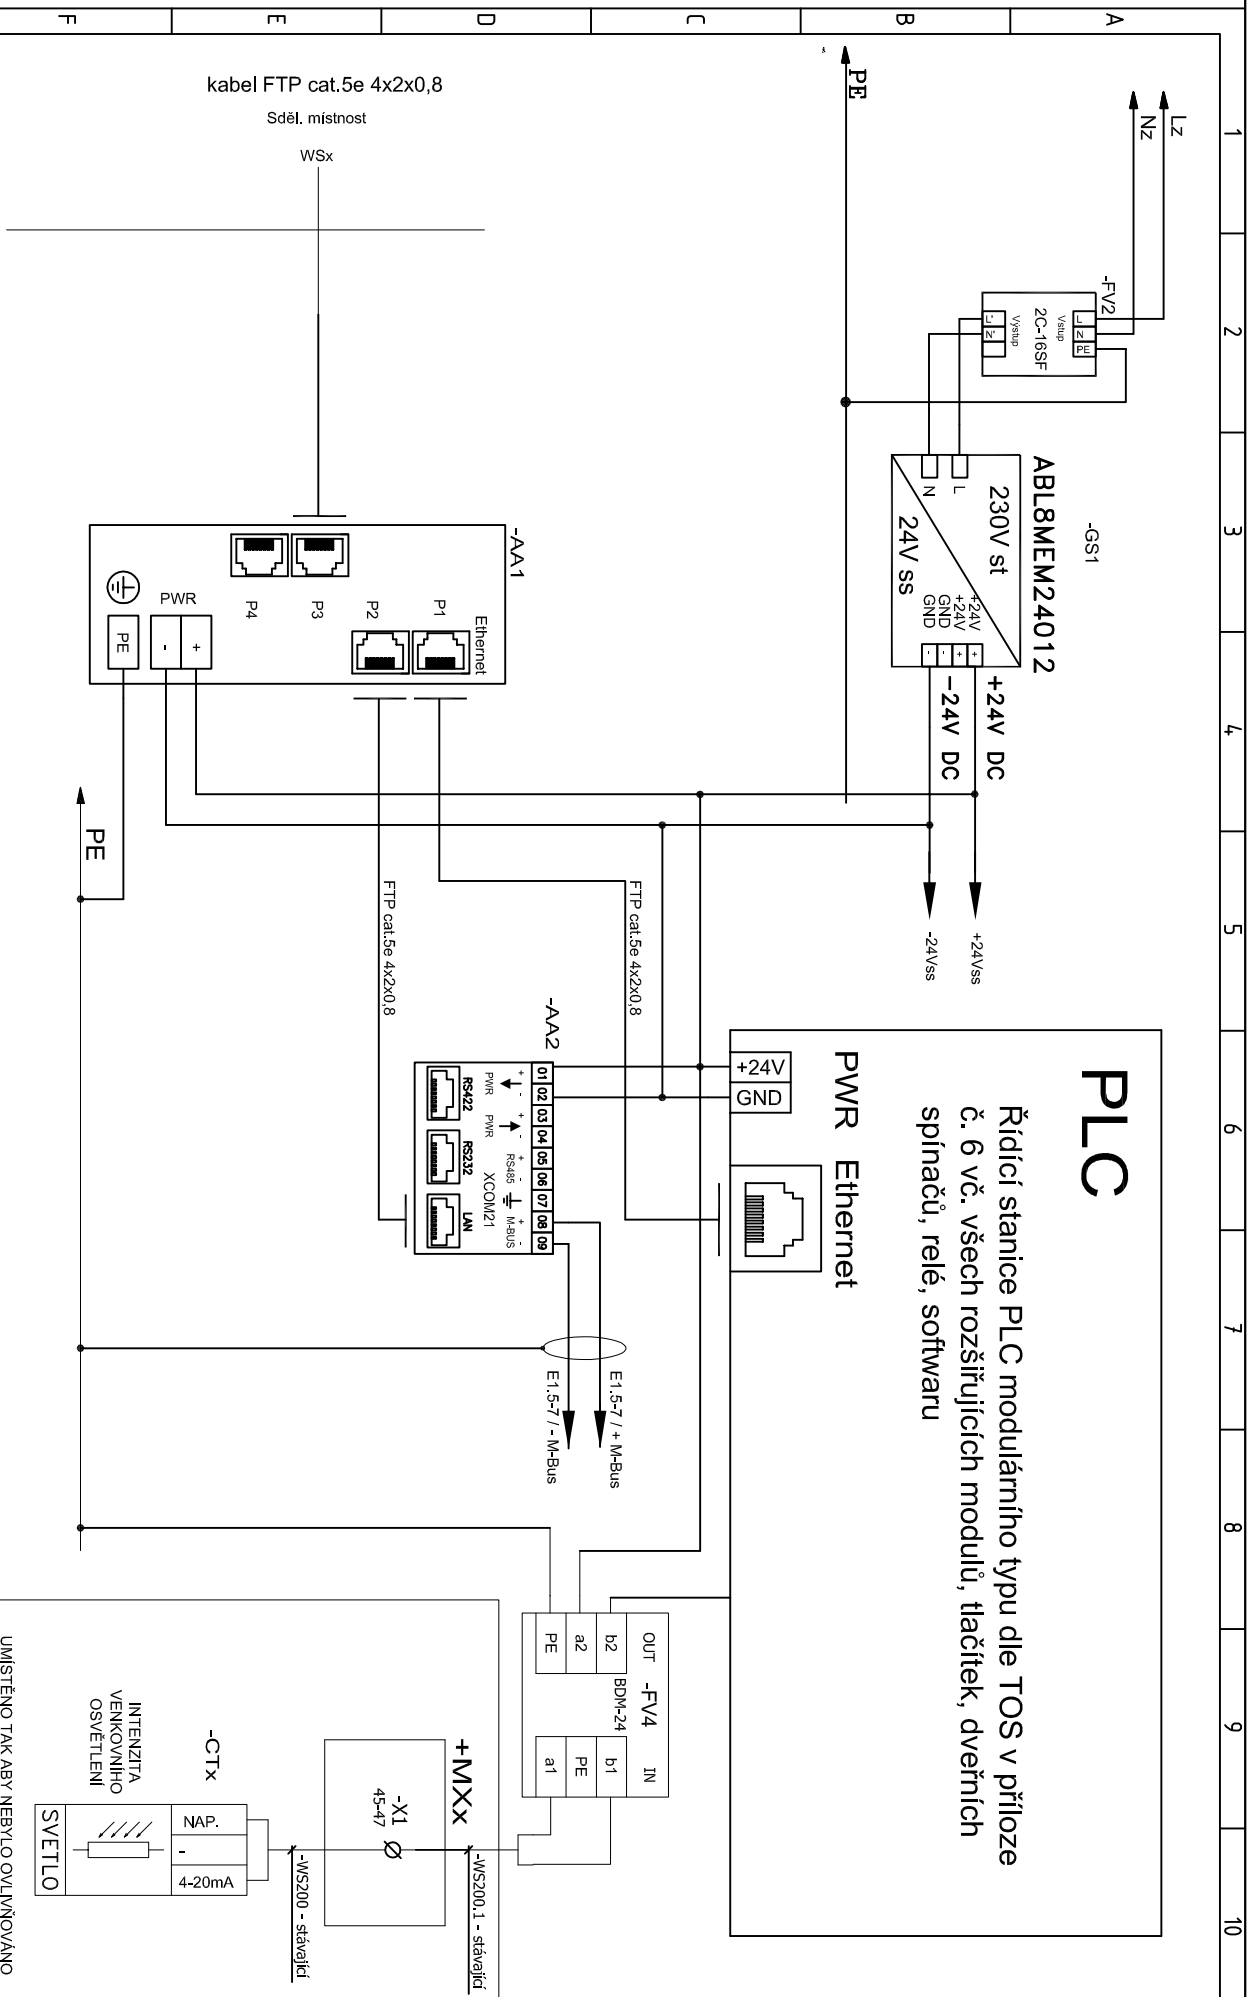 1
2
3
4
5
6
7
8
9
10
A
B
C
D
E
F
Lz
Nz
PE
-FV2
L
N
PE
Vstup
2C-16SF
Výstup
L'
N'
-GS1
ABL8MEM24012
230V st
24V ss
L
N
+24V
+24V
GND
GND
+
+
-
-
+24V DC
-24V DC
+24Vss
-24Vss
kabel FTP cat.5e 4x2x0,8
Sděl. místnost
WSx
-AA1
Ethernet
P1
P2
P3
P4
PWR
+
-
PE
PE
FTP cat.5e 4x2x0,8
FTP cat.5e 4x2x0,8
PLC
Řídící stanice PLC modulárního typu dle TOS v příloze
č. 6 vč. všech rozšiřujících modulů, tlačítek, dveřních
spínačů, relé, softwaru
PWR
Ethernet
+24V
GND
-AA2
01 02 03 04 05 06 07 08 09
+ - + - + - + -
PWR
PWR
RS485
M-BUS
XCOM21
RS422
RS232
LAN
E1.5-7 / + M-Bus
E1.5-7 / - M-Bus
OUT
-FV4
IN
BDM-24
b2
a2
PE
b1
PE
a1
+MXx
-X1
45-47
-WS200.1 - stávající
-WS200 - stávající
-CTx
INTENZITA
VENKOVNÍHO
OSVĚTLENÍ
NAP.
-
4-20mA
SVETLO
UMÍSTĚNO TAK ABY NEBYLO OVLIVŇOVÁNO